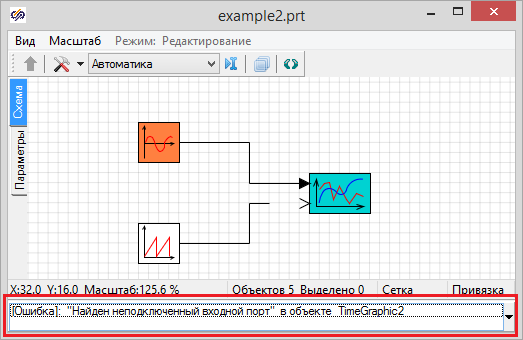 example2.prt
Вид Масштаб Режим: Редактирование
Автоматика
Схема
Параметры
X:32.0 Y:16.0 Масштаб:125.6 % Объектов 5 Выделено 0 Сетка Привязка
[Ошибка]: "Найден неподключенный входной порт" в объекте TimeGraphic2